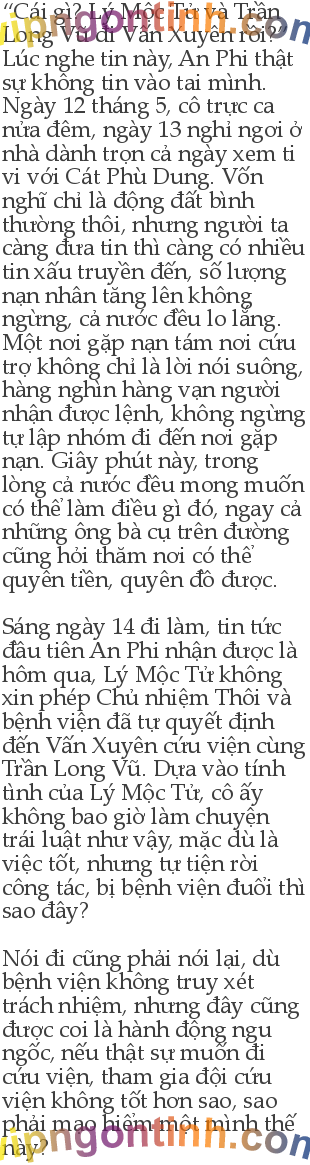 “Cái gì? Lý Mộc Tử và Trần
Long Vũ đi Vấn Xuyên rồi?”
Lúc nghe tin này, An Phi thật
sự không tin vào tai mình.
Ngày 12 tháng 5, cô trực ca
nửa đêm, ngày 13 nghỉ ngơi ở
nhà dành trọn cả ngày xem ti
vi với Cát Phù Dung. Vốn
nghĩ chỉ là động đất bình
thường thôi, nhưng người ta
càng đưa tin thì càng có nhiều
tin xấu truyền đến, số lượng
nạn nhân tăng lên không
ngừng, cả nước đều lo lắng.
Một nơi gặp nạn tám nơi cứu
trợ không chỉ là lời nói suông,
hàng nghìn hàng vạn người
nhận được lệnh, không ngừng
tự lập nhóm đi đến nơi gặp
nạn. Giây phút này, trong
lòng cả nước đều mong muốn
có thể làm điều gì đó, ngay cả
những ông bà cụ trên đường
cũng hỏi thăm nơi có thể
quyên tiền, quyên đồ được.
Sáng ngày 14 đi làm, tin tức
đầu tiên An Phi nhận được là
hôm qua, Lý Mộc Tử không
xin phép Chủ nhiệm Thôi và
bệnh viện đã tự quyết định
đến Vấn Xuyên cứu viện cùng
Trần Long Vũ. Dựa vào tính
tình của Lý Mộc Tử, cô ấy
không bao giờ làm chuyện
trái luật như vậy, mặc dù là
việc tốt, nhưng tự tiện rời
công tác, bị bệnh viện đuổi thì
sao đây?
Nói đi cũng phải nói lại, dù
bệnh viện không truy xét
trách nhiệm, nhưng đây cũng
được coi là hành động ngu
ngốc, nếu thật sự muốn đi
cứu viện, tham gia đội cứu
viện không tốt hơn sao, sao
phải mạo hiểm một mình thế
này?
vipngontinh.com
vipngontinh.com